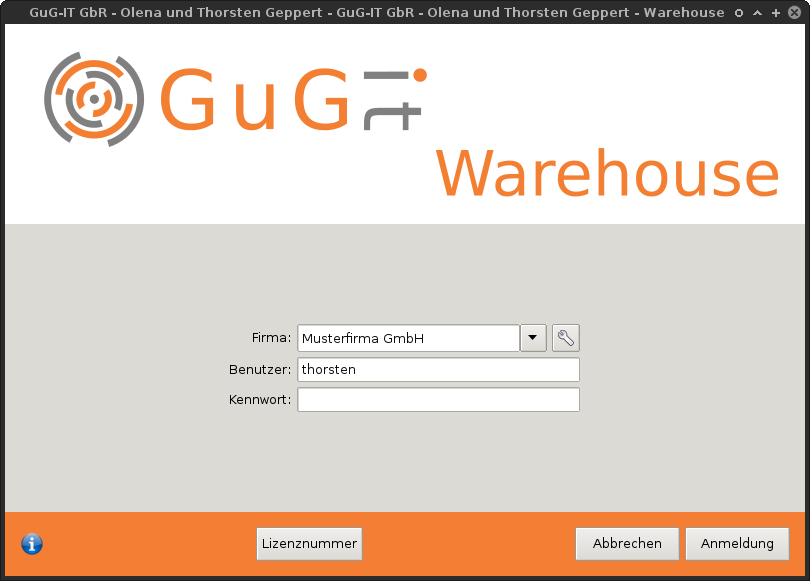 GuG-IT GbR - Olena und Thorsten Geppert - GuG-IT GbR - Olena und Thorsten Geppert - Warehouse
GuG IT
Warehouse
Firma: Musterfirma GmbH
Benutzer: thorsten
Kennwort:
Lizenznummer Abbrechen Anmeldung